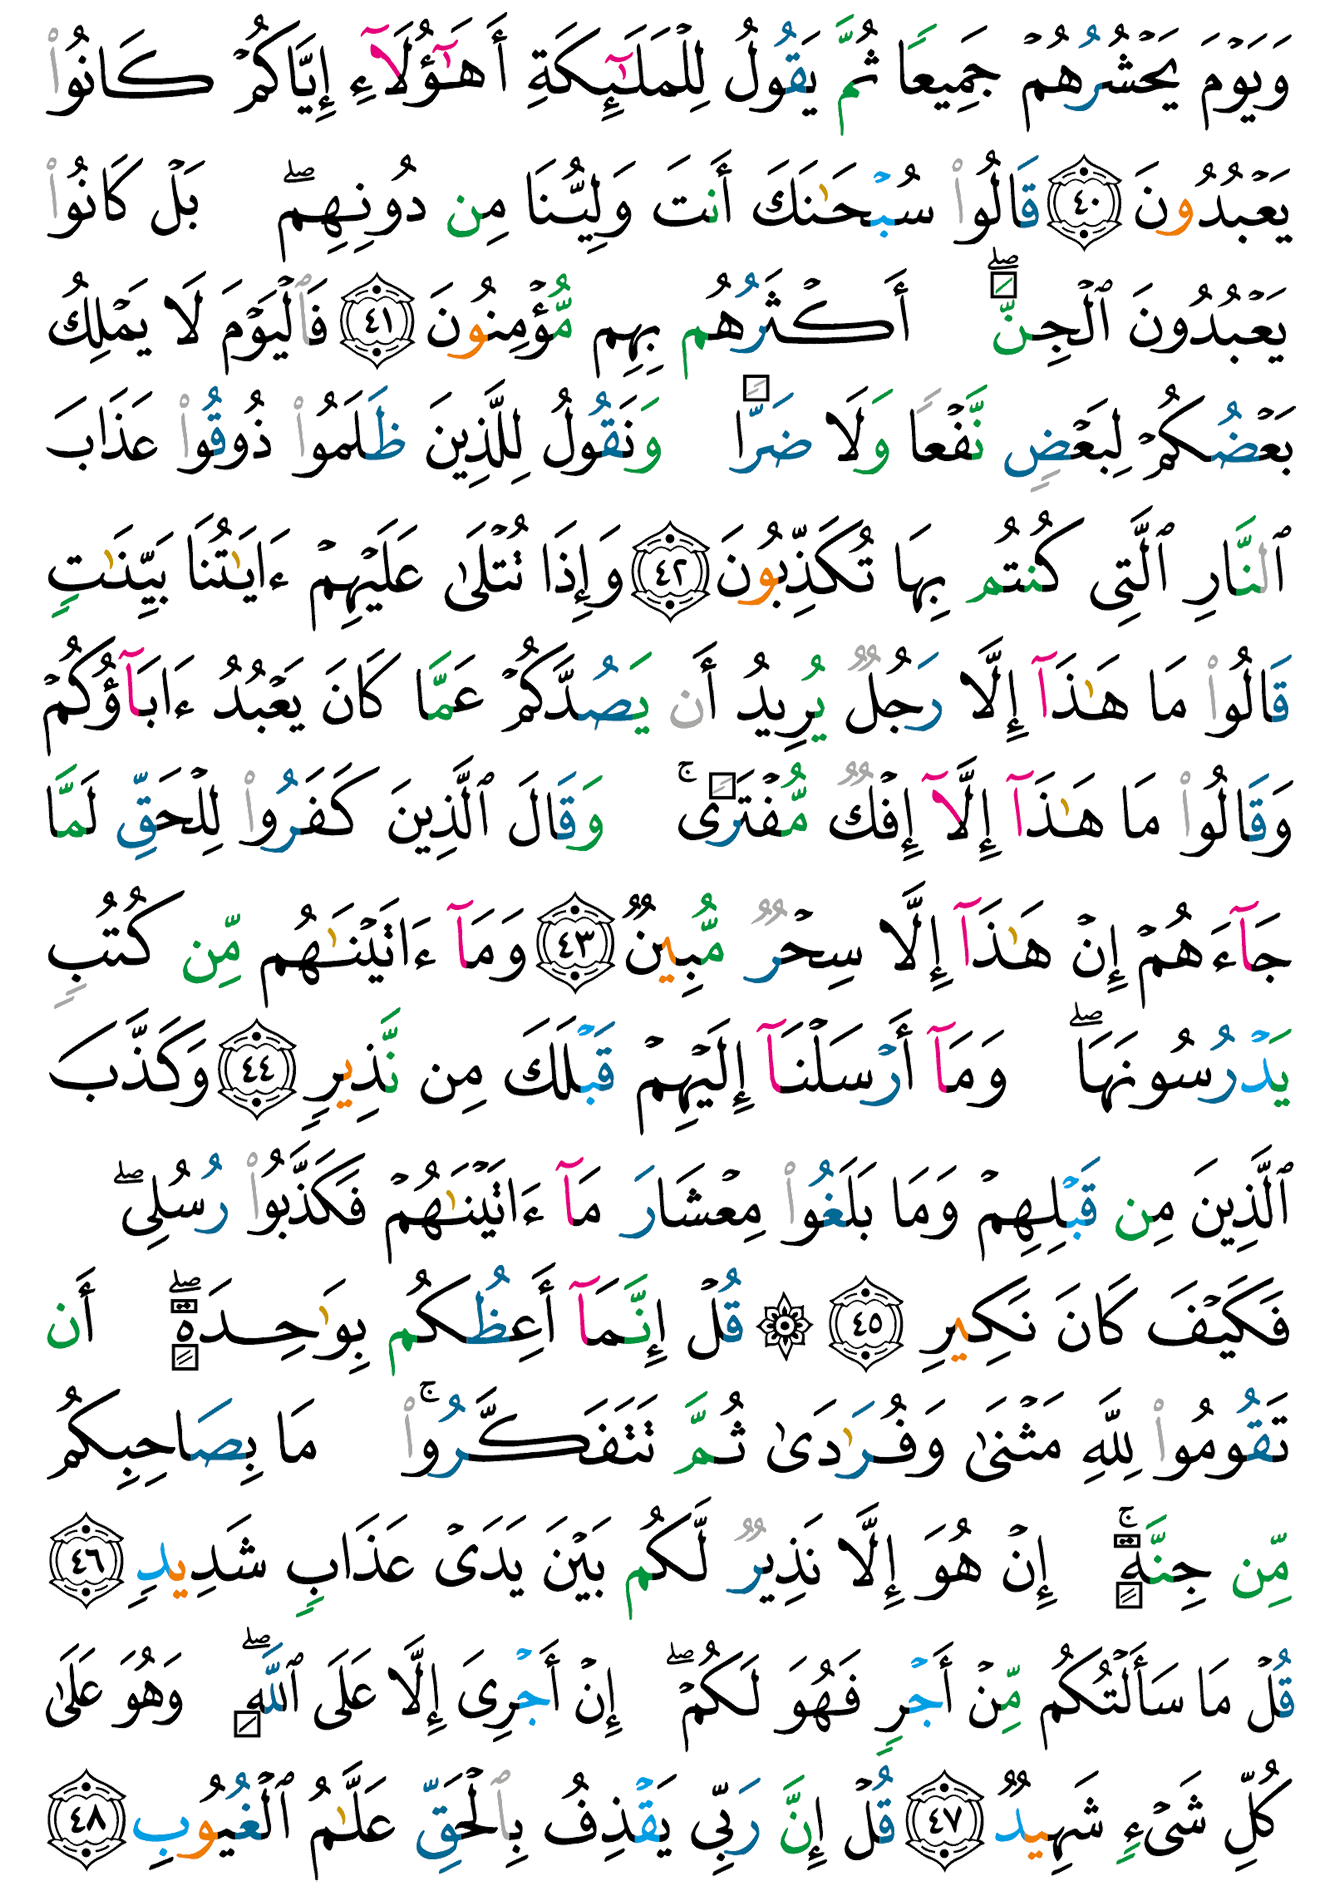 وَيَوْمَ يَحْشُرُهُمْ جَمِيعًا ثُمَّ يَقُولُ لِلْمَلَـٰٓئِكَةِ أَهَـٰٓؤُلَآءِ إِيَّاكُمْ كَانُوا۟
يَعْبُدُونَ ٤٠ قَالُوا۟ سُبْحَـٰنَكَ أَنتَ وَلِيُّنَا مِن دُونِهِم ۖ بَلْ كَانُوا۟
يَعْبُدُونَ ٱلْجِنَّ ۖ أَكْثَرُهُم بِهِم مُّؤْمِنُونَ ٤١ فَٱلْيَوْمَ لَا يَمْلِكُ
بَعْضُكُمْ لِبَعْضٍ نَّفْعًا وَلَا ضَرًّا وَنَقُولُ لِلَّذِينَ ظَلَمُوا۟ ذُوقُوا۟ عَذَابَ
ٱلنَّارِ ٱلَّتِى كُنتُم بِهَا تُكَذِّبُونَ ٤٢ وَإِذَا تُتْلَىٰ عَلَيْهِمْ ءَايَـٰتُنَا بَيِّنَـٰتٍ
قَالُوا۟ مَا هَـٰذَآ إِلَّا رَجُلٌ يُرِيدُ أَن يَصُدَّكُمْ عَمَّا كَانَ يَعْبُدُ ءَابَآؤُكُمْ
وَقَالُوا۟ مَا هَـٰذَآ إِلَّآ إِفْكٌ مُّفْتَرًى ۚ وَقَالَ ٱلَّذِينَ كَفَرُوا۟ لِلْحَقِّ لَمَّا
جَآءَهُمْ إِنْ هَـٰذَآ إِلَّا سِحْرٌ مُّبِينٌ ٤٣ وَمَآ ءَاتَيْنَـٰهُم مِّن كُتُبٍ
يَدْرُسُونَهَا ۖ وَمَآ أَرْسَلْنَآ إِلَيْهِمْ قَبْلَكَ مِن نَّذِيرٍ ٤٤ وَكَذَّبَ
ٱلَّذِينَ مِن قَبْلِهِمْ وَمَا بَلَغُوا۟ مِعْشَارَ مَآ ءَاتَيْنَـٰهُمْ فَكَذَّبُوا۟ رُسُلِى ۖ
فَكَيْفَ كَانَ نَكِيرِ ٤٥ ۞ قُلْ إِنَّمَآ أَعِظُكُم بِوَٰحِدَةٍ ۖ أَن
تَقُومُوا۟ لِلَّهِ مَثْنَىٰ وَفُرَٰدَىٰ ثُمَّ تَتَفَكَّرُوا۟ ۚ مَا بِصَاحِبِكُم
مِّن جِنَّةٍ ۚ إِنْ هُوَ إِلَّا نَذِيرٌ لَّكُم بَيْنَ يَدَىْ عَذَابٍ شَدِيدٍ ٤٦
قُلْ مَا سَأَلْتُكُم مِّنْ أَجْرٍ فَهُوَ لَكُمْ ۖ إِنْ أَجْرِىَ إِلَّا عَلَى ٱللَّهِ ۖ وَهُوَ عَلَىٰ
كُلِّ شَىْءٍ شَهِيدٌ ٤٧ قُلْ إِنَّ رَبِّى يَقْذِفُ بِٱلْحَقِّ عَلَّـٰمُ ٱلْغُيُوبِ ٤٨